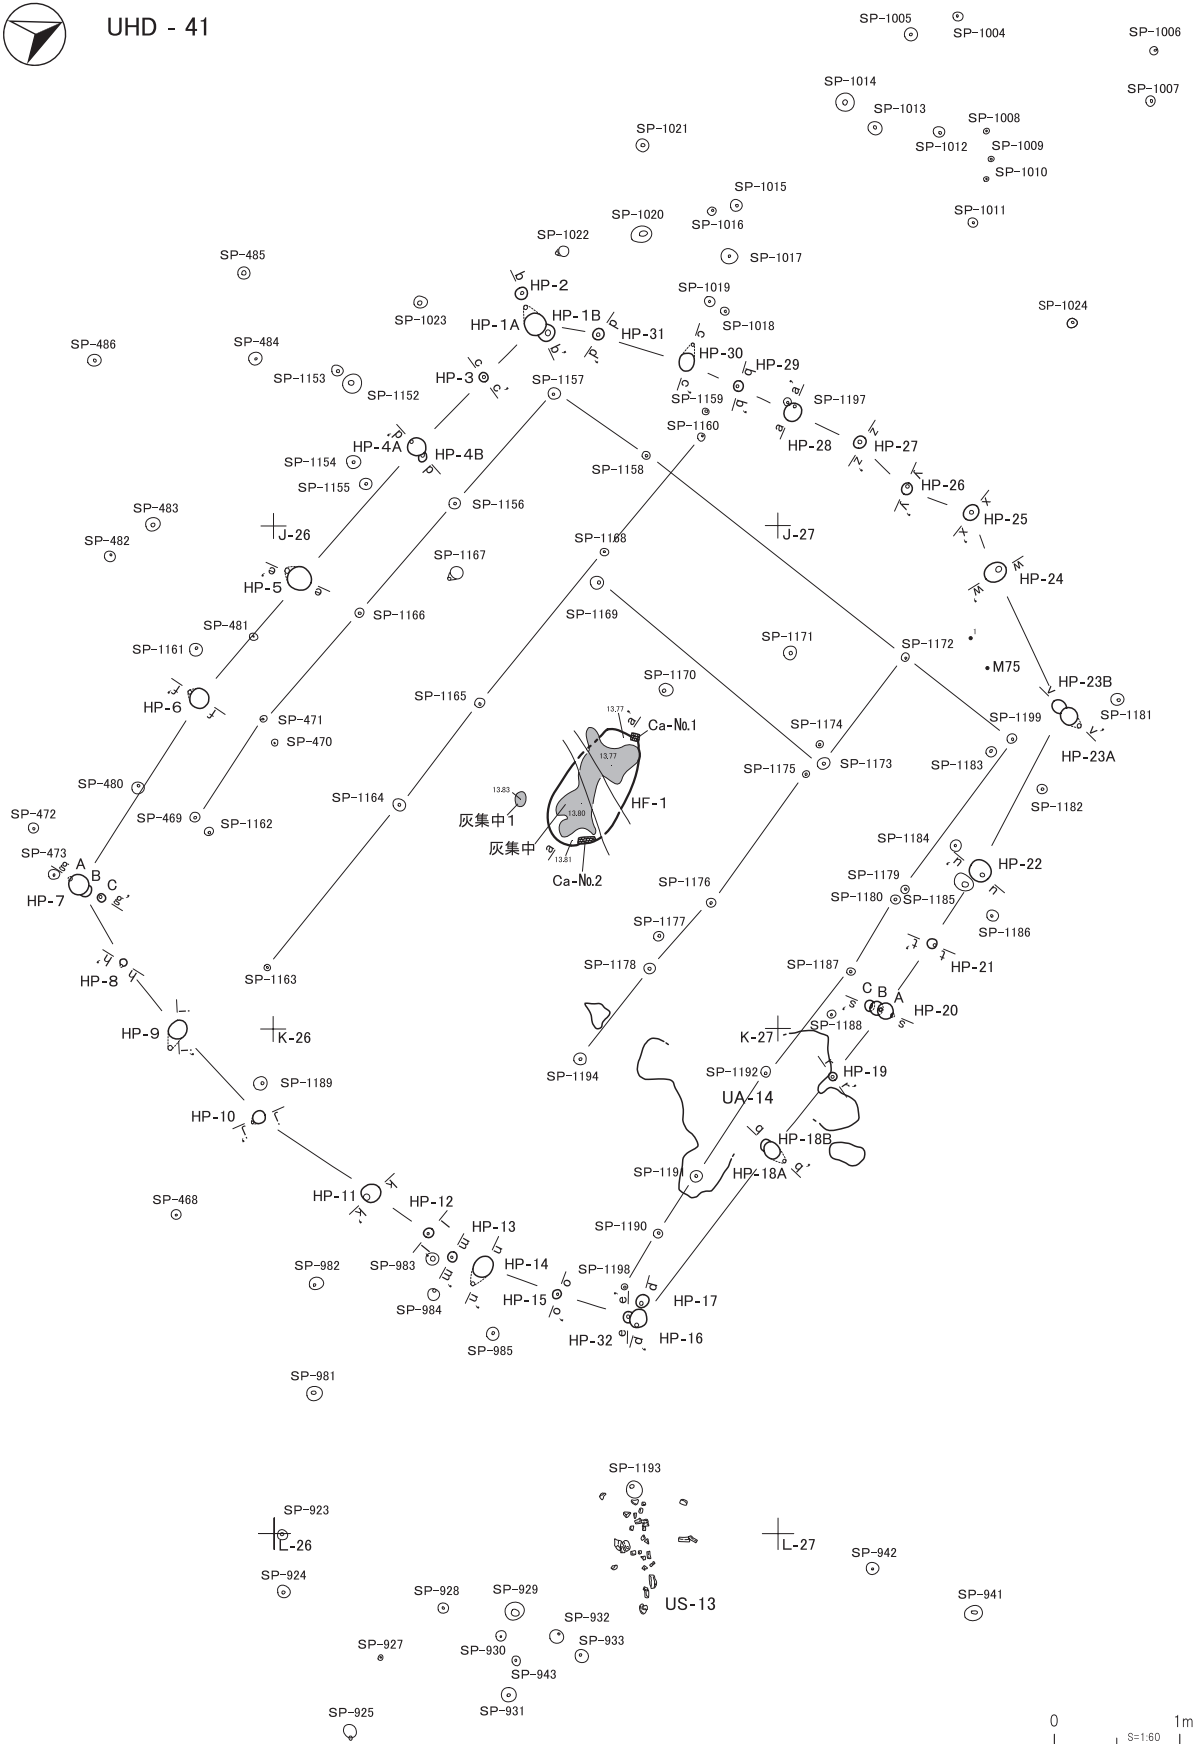 UHD - 41
SP-1005
SP-1004
SP-1006
SP-1007
SP-1014
SP-1013
SP-1012
SP-1008
SP-1009
SP-1010
SP-1011
SP-1021
SP-1015
SP-1016
SP-1020
SP-1022
SP-1017
SP-485
SP-1019
SP-1018
SP-1024
SP-1023
b
HP-2
HP-1B
HP-1A
b'
d
HP-31
d'
c
HP-30
c'
SP-486
SP-484
SP-1153
SP-1152
HP-3
c
c'
SP-1157
q
HP-29
q'
a'
SP-1197
a
HP-28
SP-1159
SP-1160
z
HP-27
z'
d'
HP-4A
HP-4B
d
SP-1154
SP-1155
SP-1158
HP-26
x
HP-25
x'
SP-483
SP-482
SP-1156
J-26
J-27
SP-1168
SP-1167
SP-1169
e'
HP-5
e
w
HP-24
w'
SP-1166
SP-481
SP-1161
SP-1171
SP-1172
1
M75
SP-1170
f'
HP-6
f
SP-1165
v
HP-23B
SP-1181
v'
HP-23A
SP-1199
SP-471
SP-470
13.77
a'
Ca-No.1
13.77
SP-1174
SP-1173
SP-1175
SP-1183
SP-1182
SP-480
SP-469
SP-1162
SP-1164
13.83
灰集中1
13.80
HF-1
灰集中
a
13.81
Ca-No.2
SP-472
SP-473
g
A
B
C
g'
HP-7
SP-1184
u'
HP-22
u
SP-1179
SP-1180
SP-1185
SP-1186
SP-1176
SP-1177
SP-1178
h'
h
HP-8
SP-1163
t'
t
HP-21
SP-1187
C
B
A
s'
s
HP-20
SP-1188
i
HP-9
i'
K-26
K-27
SP-1194
SP-1192
r
HP-19
r'
UA-14
SP-1189
HP-10
j
j'
q
HP-18B
HP-18A
q'
SP-1191
HP-11
k
k'
SP-468
HP-12
l
l'
HP-13
m
m'
n
HP-14
n'
SP-983
SP-984
SP-982
SP-1190
SP-1198
o
HP-15
o'
e'
d
HP-17
HP-32
e
d'
HP-16
SP-985
SP-981
SP-1193
SP-923
L-26
L-27
SP-942
SP-924
SP-928
SP-929
US-13
SP-941
SP-932
SP-933
SP-930
SP-927
SP-943
SP-931
SP-925
0
1m
S=1:60